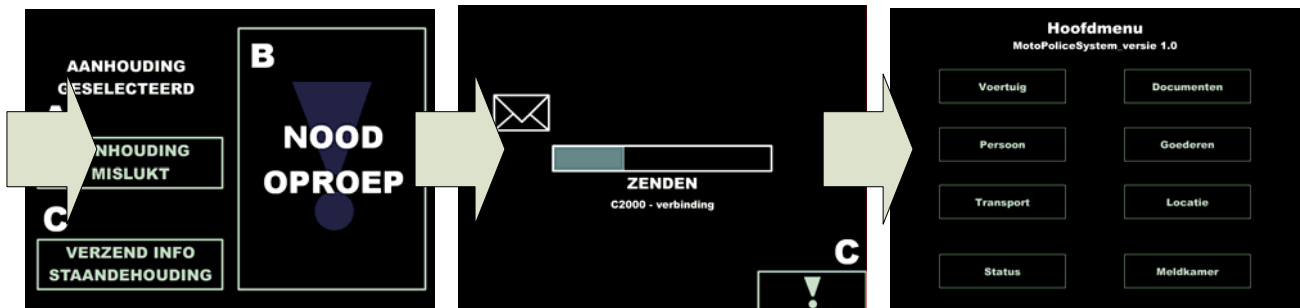 AANHOUDING
GESELECTEERD
A
AANHOUDING
MISLUKT
C
VERZEND INFO
STAANDEHOUDING
B
NOOD
OPROEP
ZENDEN
C2000 - verbinding
C
Hoofdmenu
MotoPoliceSystem_versie 1.0
Voertuig
Documenten
Persoon
Goederen
Transport
Locatie
Status
Meldkamer